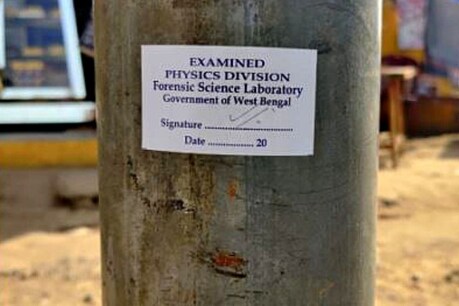 EXAMINED
PHYSICS DIVISION
Forensic Science Laboratory
Government of West Bengal
Signature ..............................
Date ............... 20